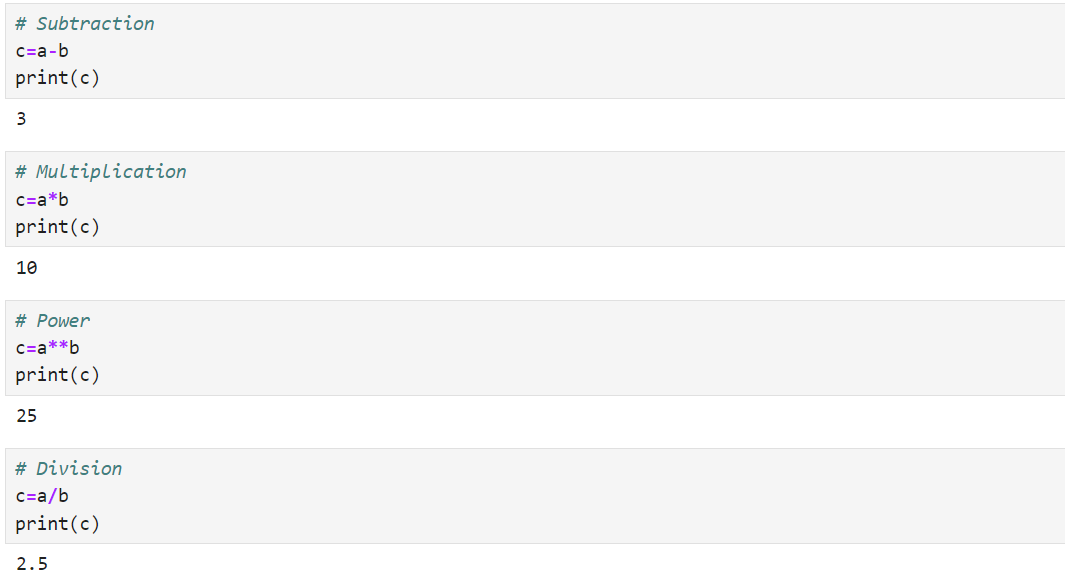 # Subtraction
c=a-b
print(c)
3
# Multiplication
c=a*b
print(c)
10
# Power
c=a**b
print(c)
25
# Division
c=a/b
print(c)
2.5